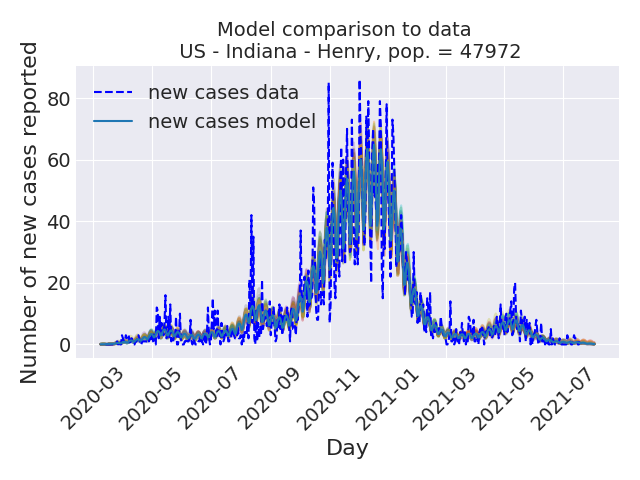 Model comparison to data
US - Indiana - Henry, pop. = 47972
Number of new cases reported
80
60
40
20
0
new cases data
new cases model
2020-03
2020-05
2020-07
2020-09
2020-11
2021-01
2021-03
2021-05
2021-07
Day